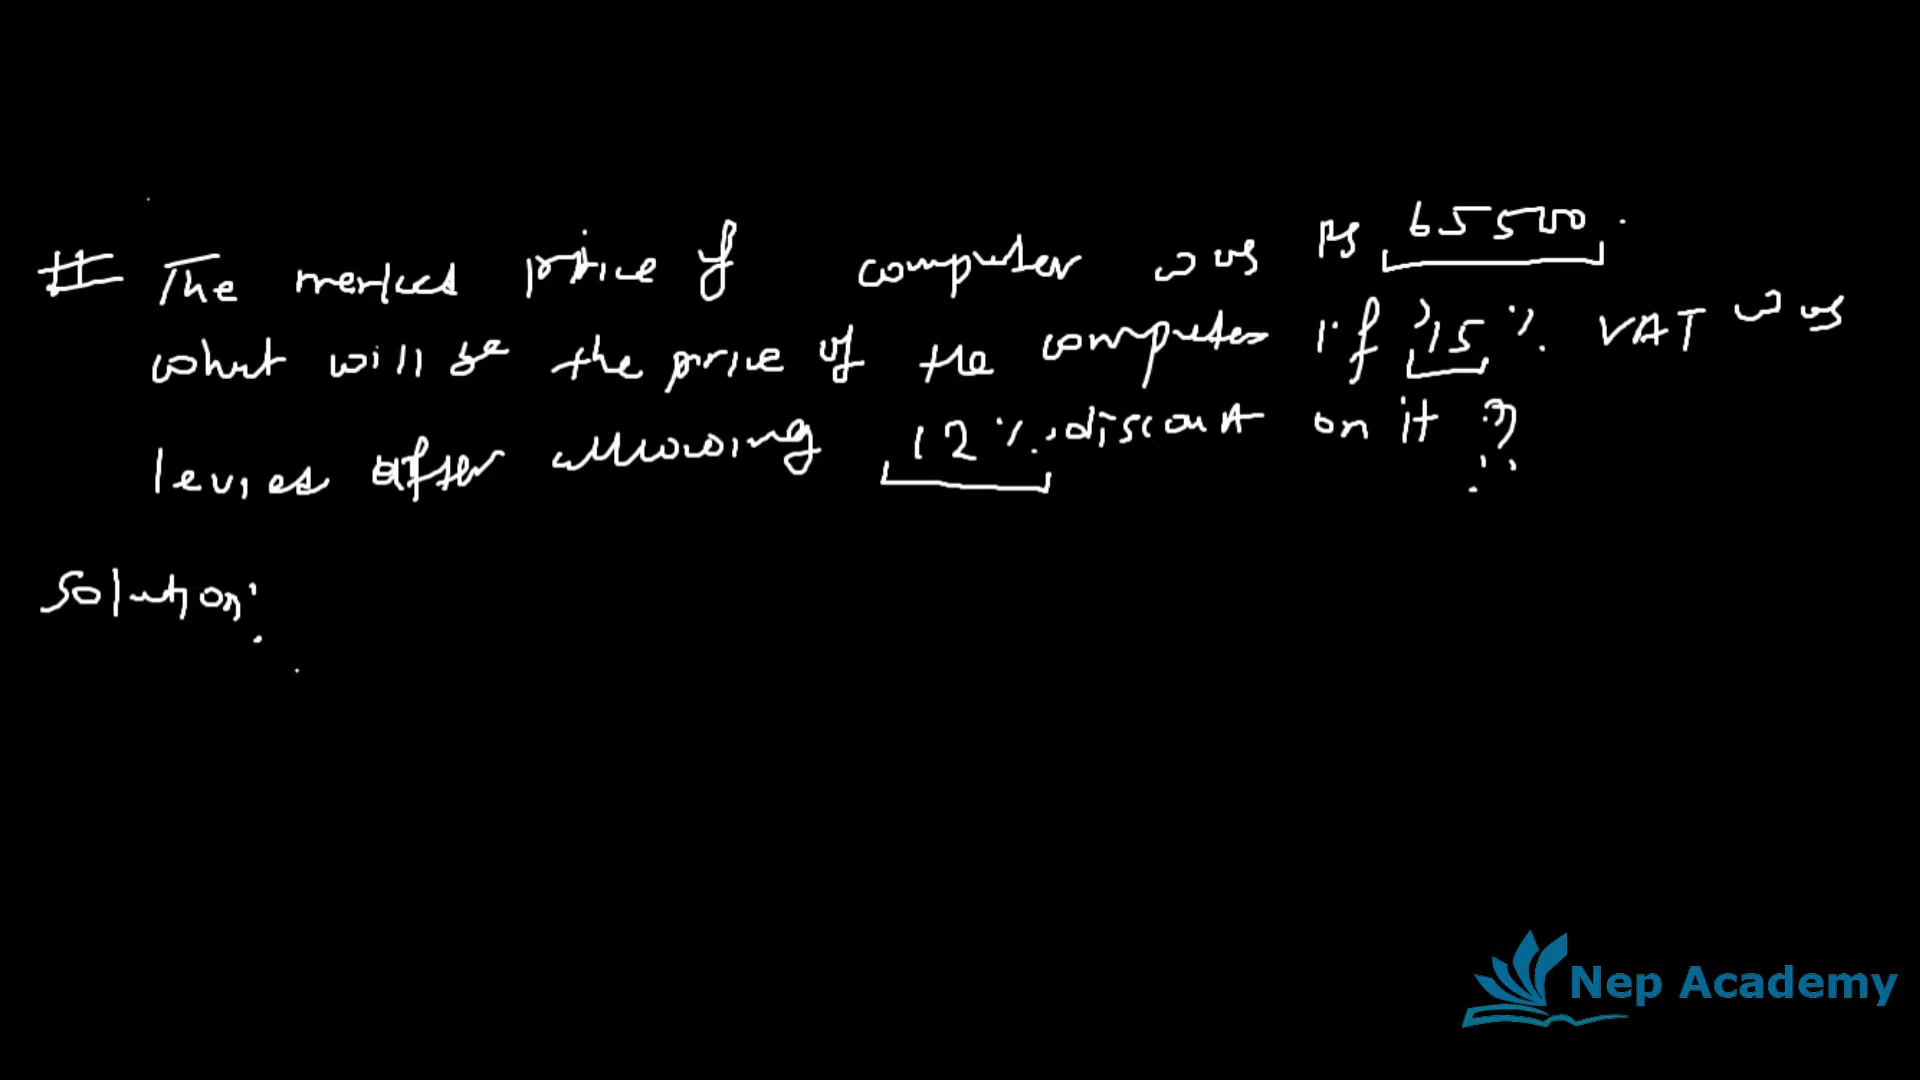 # The marked price of computer was Rs 65500.
what will be the price of the computer if 15% VAT was
levied after allowing 12% discount on it ?
Solution:
Nep Academy